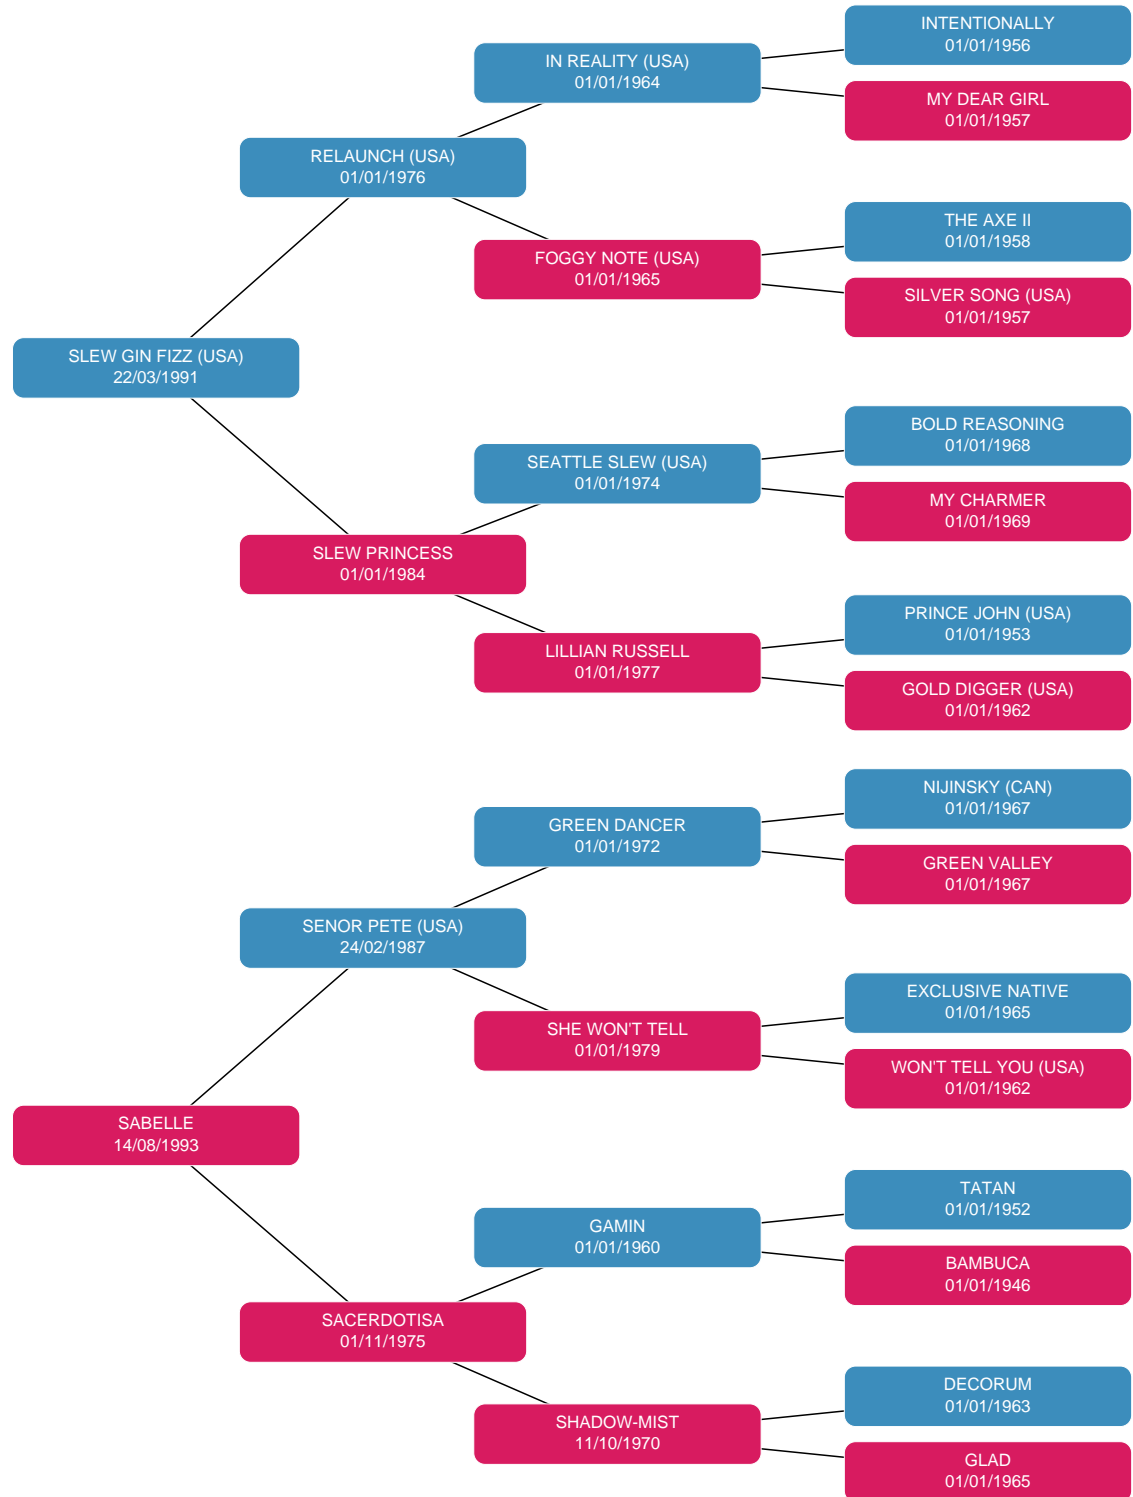 INTENTIONALLY
01/01/1956
IN REALITY (USA)
01/01/1964
MY DEAR GIRL
01/01/1957
RELAUNCH (USA)
01/01/1976
THE AXE II
01/01/1958
FOGGY NOTE (USA)
01/01/1965
SILVER SONG (USA)
01/01/1957
SLEW GIN FIZZ (USA)
22/03/1991
BOLD REASONING
01/01/1968
SEATTLE SLEW (USA)
01/01/1974
MY CHARMER
01/01/1969
SLEW PRINCESS
01/01/1984
PRINCE JOHN (USA)
01/01/1953
LILLIAN RUSSELL
01/01/1977
GOLD DIGGER (USA)
01/01/1962
NIJINSKY (CAN)
01/01/1967
GREEN DANCER
01/01/1972
GREEN VALLEY
01/01/1967
SENOR PETE (USA)
24/02/1987
EXCLUSIVE NATIVE
01/01/1965
SHE WON'T TELL
01/01/1979
WON'T TELL YOU (USA)
01/01/1962
SABELLE
14/08/1993
TATAN
01/01/1952
GAMIN
01/01/1960
BAMBUCA
01/01/1946
SACERDOTISA
01/11/1975
DECORUM
01/01/1963
SHADOW-MIST
11/10/1970
GLAD
01/01/1965